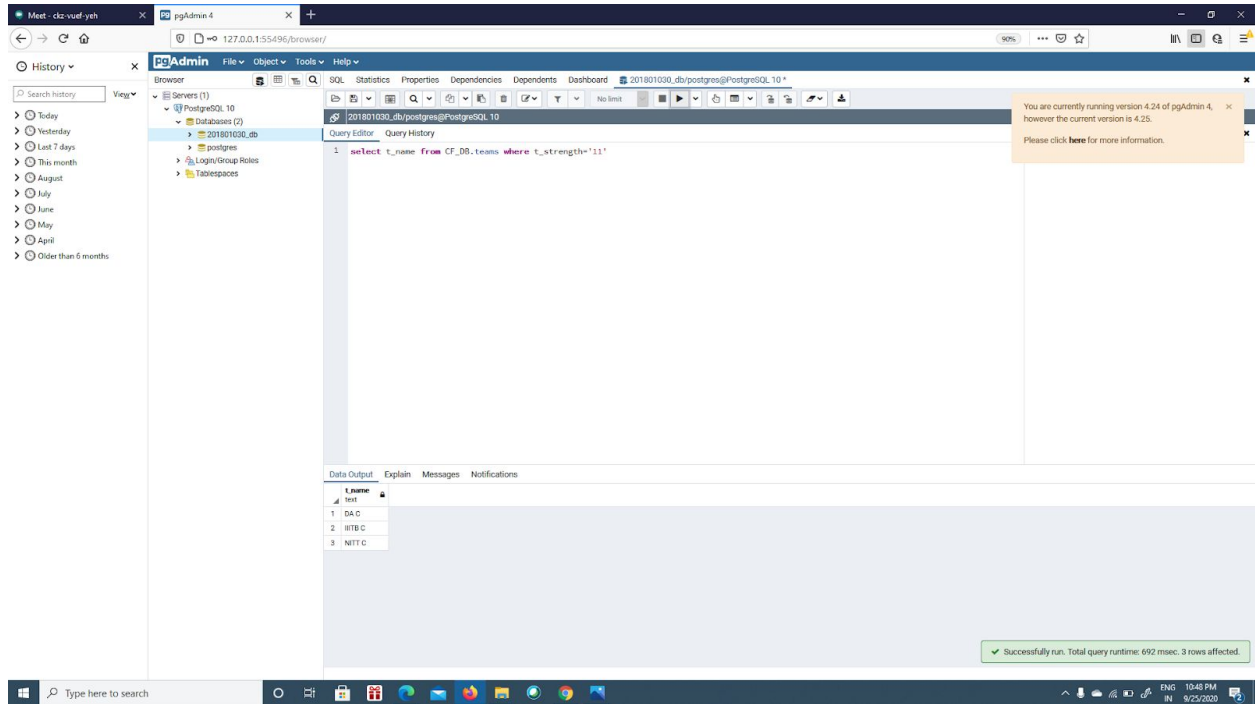 Meet - ckz-vuef-yeh
pgAdmin 4
127.0.0.1:55496/browser/
90%
History
Search history
View
Today
Yesterday
Last 7 days
This month
August
July
June
May
April
Older than 6 months
pgAdmin File Object Tools Help
Browser
Servers (1)
PostgreSQL 10
Databases (2)
201801030_db
postgres
Login/Group Roles
Tablespaces
SQL Statistics Properties Dependencies Dependents Dashboard 201801030_db/postgres@PostgreSQL 10 *
No limit
201801030_db/postgres@PostgreSQL 10
Query Editor Query History
1 select t_name from CF_DB.teams where t_strength='11'
You are currently running version 4.24 of pgAdmin 4,
however the current version is 4.25.
Please click here for more information.
Data Output Explain Messages Notifications
t_name
text
1 DA C
2 IIITB C
3 NITT C
Successfully run. Total query runtime: 692 msec. 3 rows affected.
Type here to search
ENG
IN
10:48 PM
9/25/2020